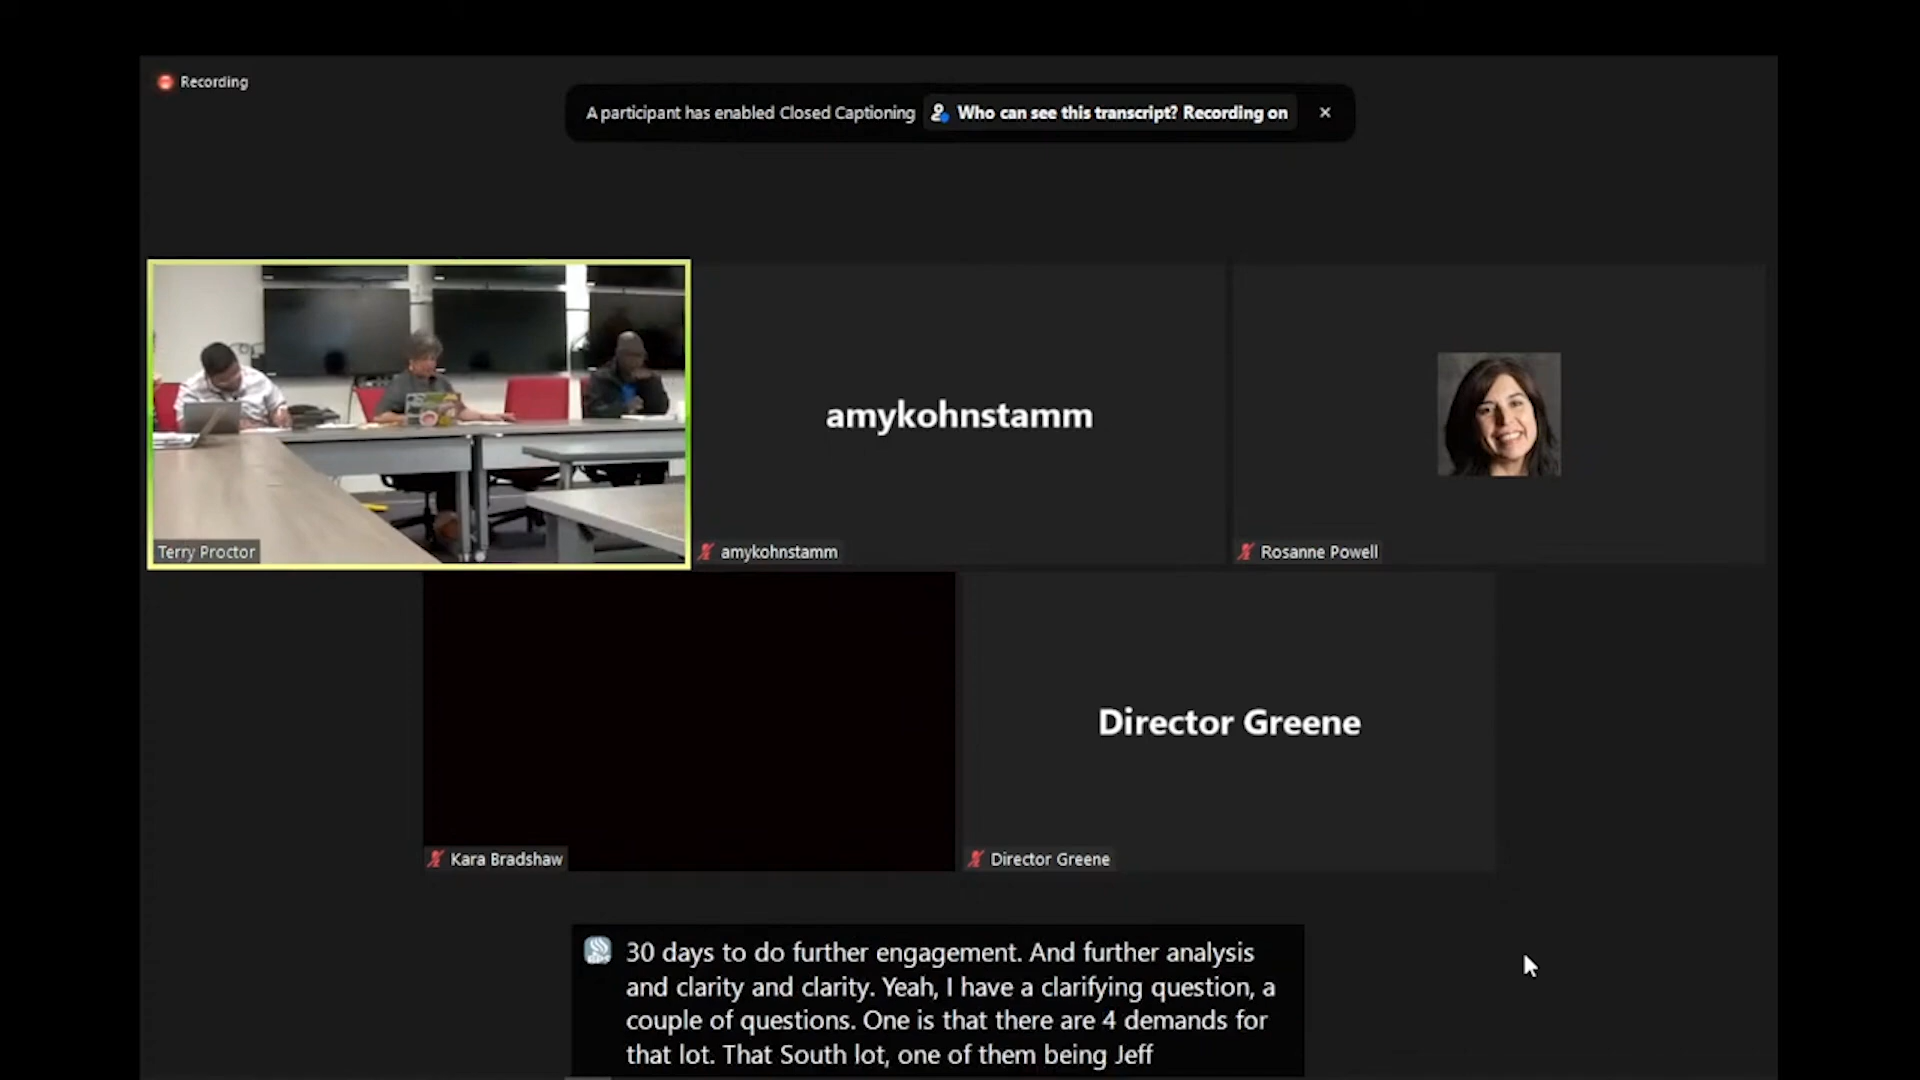 Recording
A participant has enabled Closed Captioning Who can see this transcript? Recording on
Terry Proctor
amykohnstamm
amykohnstamm
Rosanne Powell
Kara Bradshaw
Director Greene
Director Greene
30 days to do further engagement. And further analysis
and clarity and clarity. Yeah, I have a clarifying question, a
couple of questions. One is that there are 4 demands for
that lot. That South lot, one of them being Jeff